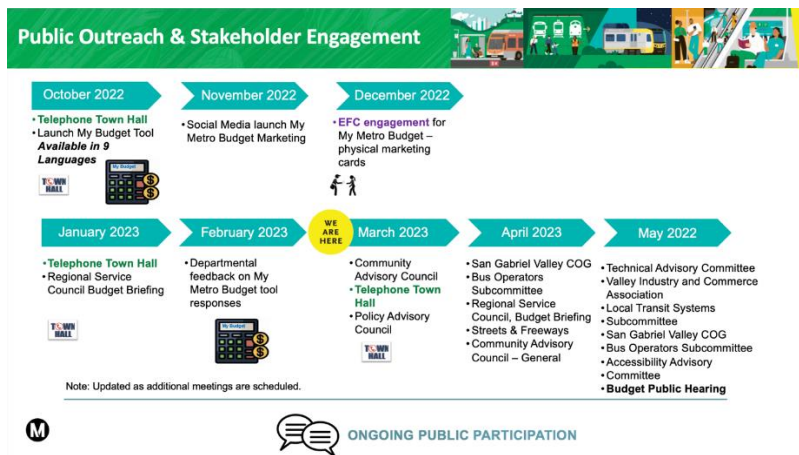 Public Outreach & Stakeholder Engagement
October 2022
November 2022
December 2022
•Telephone Town Hall
•Launch My Budget Tool
Available in 9
Languages
My Budget
TOWN
HALL
•Social Media launch My
Metro Budget Marketing
•EFC engagement for
My Metro Budget –
physical marketing
cards
January 2023
February 2023
WE
ARE
HERE
March 2023
April 2023
May 2022
•Telephone Town Hall
•Regional Service
Council Budget Briefing
TOWN
HALL
•Departmental
feedback on My
Metro Budget tool
responses
My Budget
•Community
Advisory Council
•Telephone Town
Hall
•Policy Advisory
Council
TOWN
HALL
•San Gabriel Valley COG
•Bus Operators
Subcommittee
•Regional Service
Council, Budget Briefing
•Streets & Freeways
•Community Advisory
Council – General
•Technical Advisory Committee
•Valley Industry and Commerce
Association
•Local Transit Systems
•Subcommittee
•San Gabriel Valley COG
•Bus Operators Subcommittee
•Accessibility Advisory
•Committee
•Budget Public Hearing
Note: Updated as additional meetings are scheduled.
M
ONGOING PUBLIC PARTICIPATION